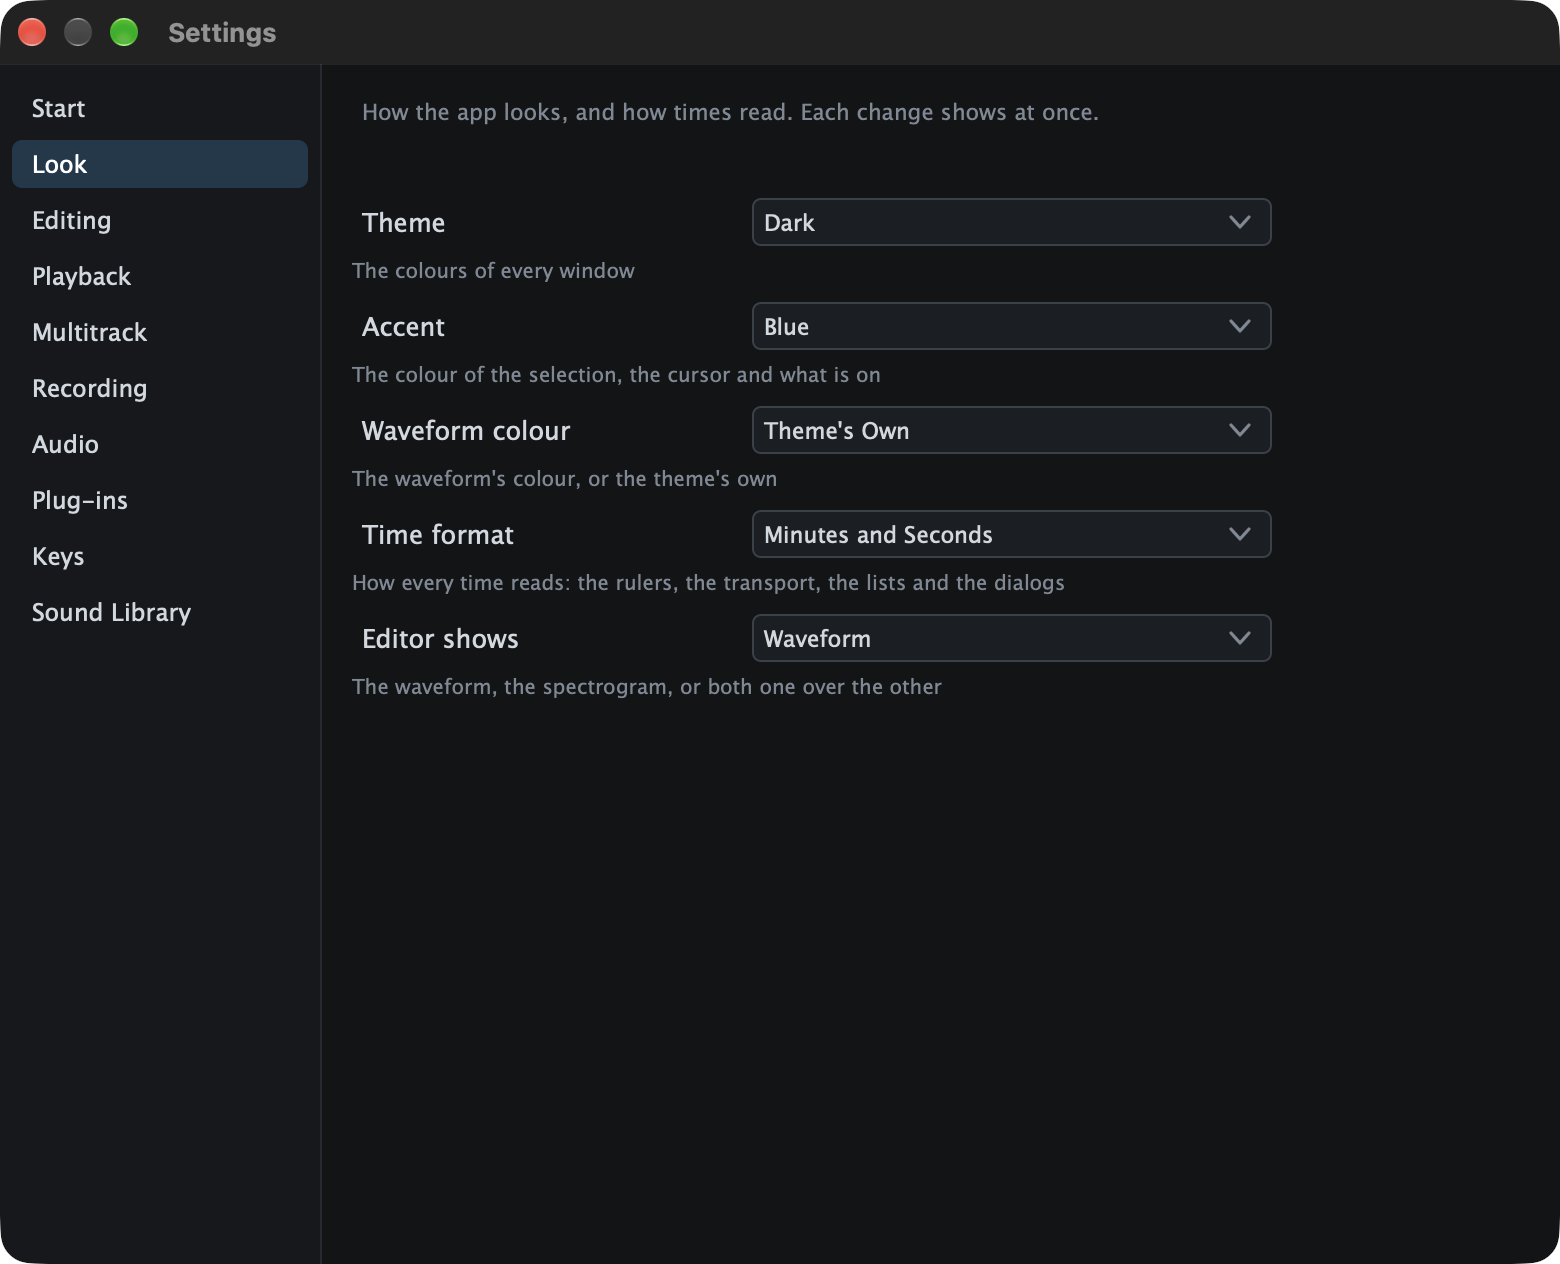 Settings
Start
Look
Editing
Playback
Multitrack
Recording
Audio
Plug-ins
Keys
Sound Library
How the app looks, and how times read. Each change shows at once.
Theme
Dark
The colours of every window
Accent
Blue
The colour of the selection, the cursor and what is on
Waveform colour
Theme's Own
The waveform's colour, or the theme's own
Time format
Minutes and Seconds
How every time reads: the rulers, the transport, the lists and the dialogs
Editor shows
Waveform
The waveform, the spectrogram, or both one over the other